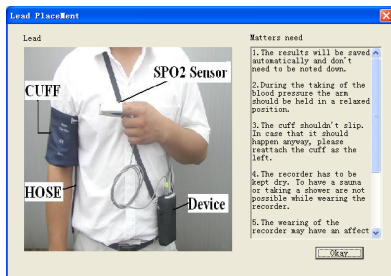 Lead PlaceMent
Lead
Matters need
SPO2 Sensor
CUFF
HOSE
Device
1.The results will be saved
automatically and don't
need to be noted down.
2.During the taking of the
blood pressure the arm
should be held in a relaxed
position.
3.The cuff shouldn't slip.
In case that it should
happen anyway, please
reattach the cuff as the
left.
4.The recorder has to be
kept dry. To have a sauna
or taking a shower are not
possible while wearing the
recorder.
5.The wearing of the
recorder may have an affect
Okay